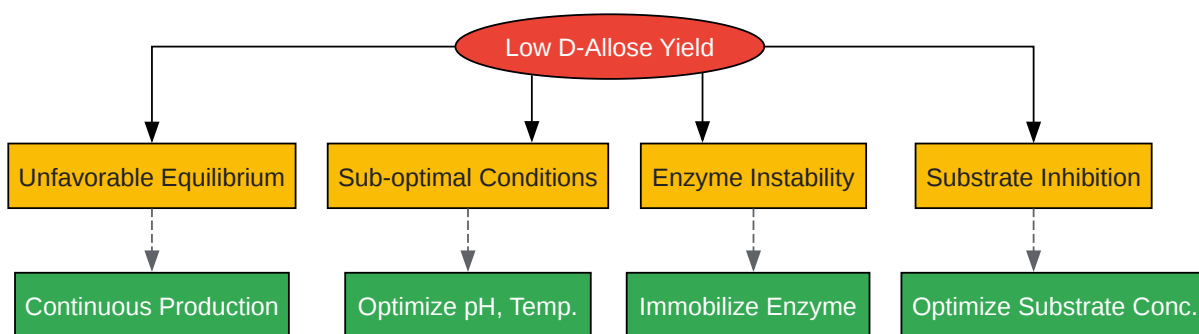 Low D-Allose Yield
Unfavorable Equilibrium
Sub-optimal Conditions
Enzyme Instability
Substrate Inhibition
Continuous Production
Optimize pH, Temp.
Immobilize Enzyme
Optimize Substrate Conc.